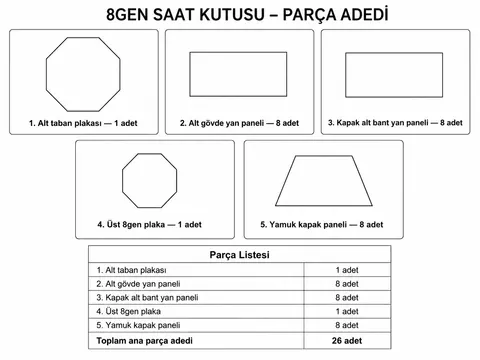 8GEN SAAT KUTUSU – PARÇA ADEDİ
1. Alt taban plakası — 1 adet
2. Alt gövde yan paneli — 8 adet
3. Kapak alt bant yan paneli — 8 adet
4. Üst 8gen plaka — 1 adet
5. Yamuk kapak paneli — 8 adet
Parça Listesi
1. Alt taban plakası 1 adet
2. Alt gövde yan paneli 8 adet
3. Kapak alt bant yan paneli 8 adet
4. Üst 8gen plaka 1 adet
5. Yamuk kapak paneli 8 adet
Toplam ana parça adedi 26 adet